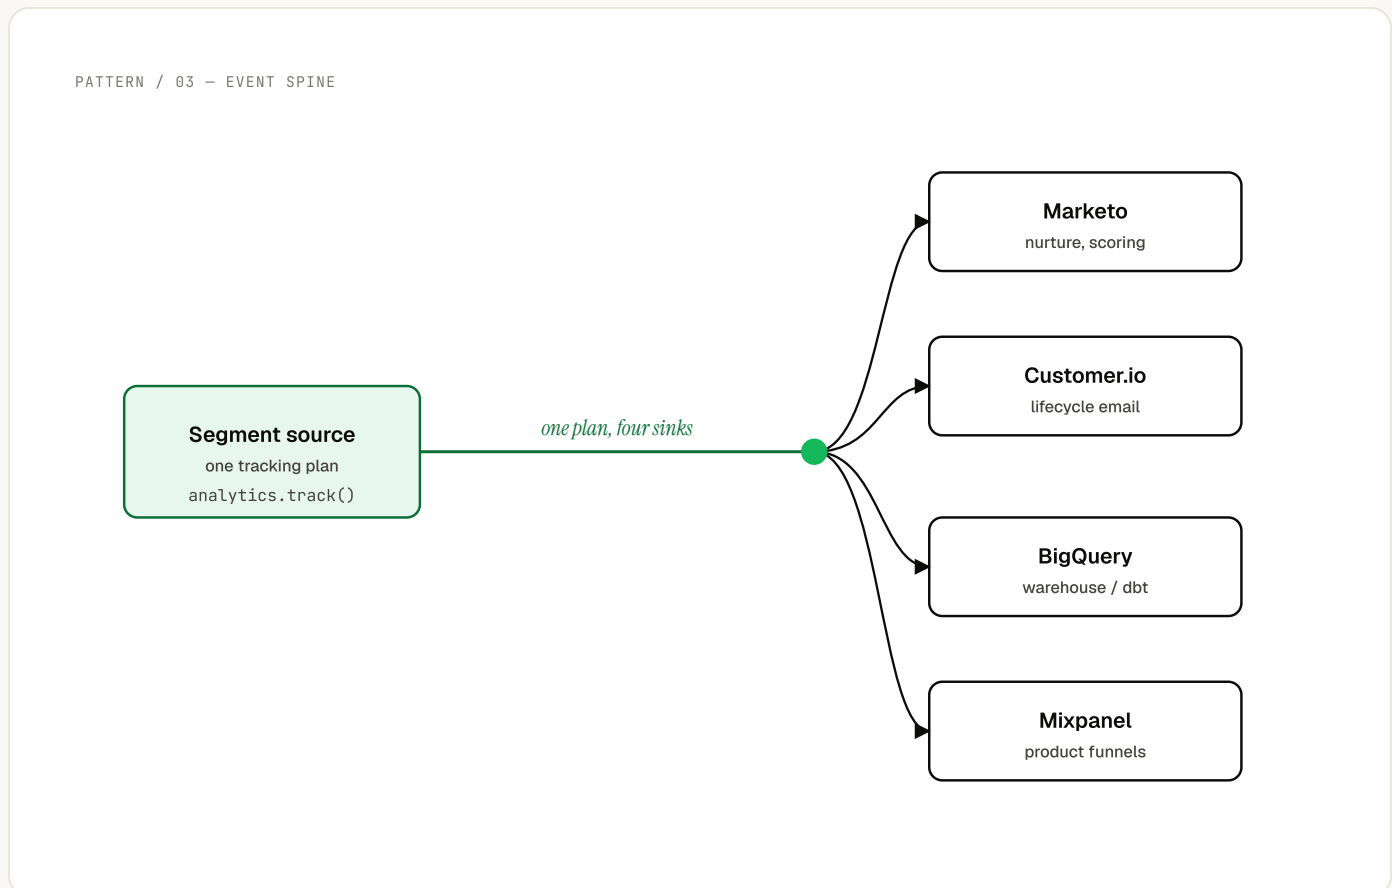 PATTERN / 03 — EVENT SPINE
Segment source
one tracking plan
analytics.track()
one plan, four sinks
Marketo
nurture, scoring
Customer.io
lifecycle email
BigQuery
warehouse / dbt
Mixpanel
product funnels